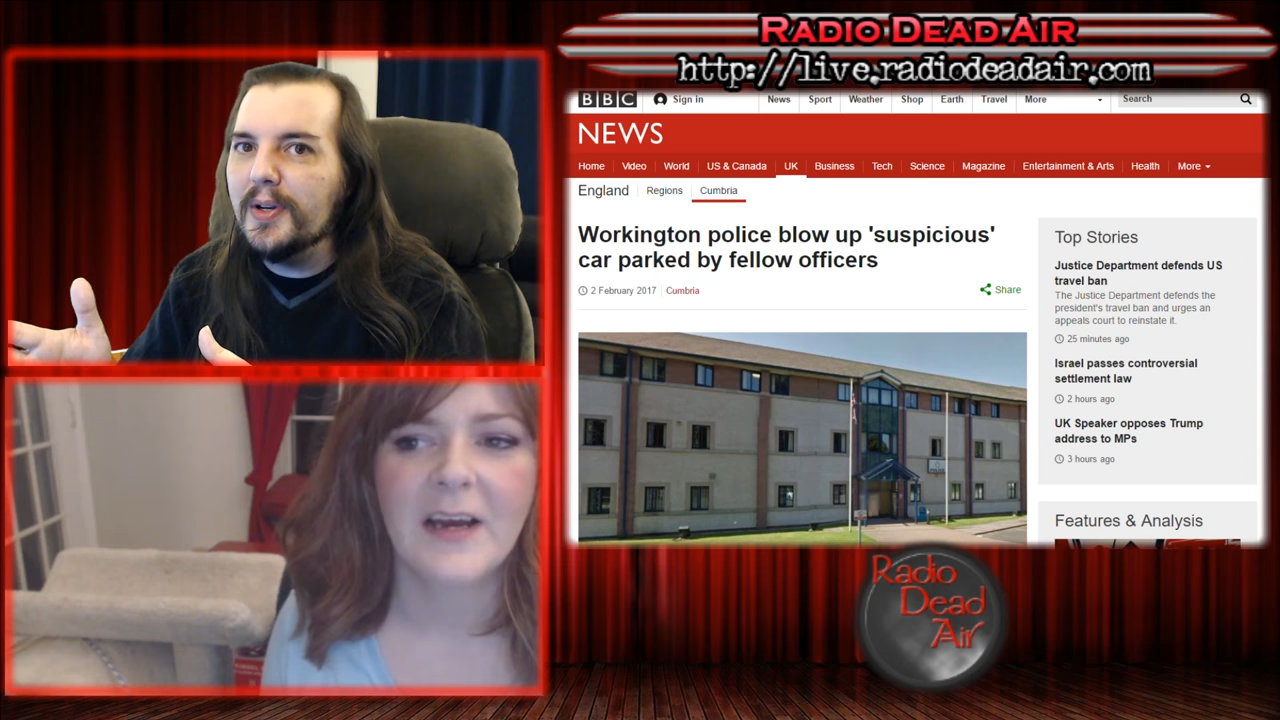 Radio Dead Air
http://live.radiodeadair.com
BBC Sign in News Sport Weather Shop Earth Travel More Search
NEWS
Home Video World US & Canada UK Business Tech Science Magazine Entertainment & Arts Health More
England Regions Cumbria
Workington police blow up 'suspicious'
car parked by fellow officers
2 February 2017 Cumbria
Share
Top Stories
Justice Department defends US
travel ban
The Justice Department defends the
president's travel ban and urges an
appeals court to reinstate it.
25 minutes ago
Israel passes controversial
settlement law
2 hours ago
UK Speaker opposes Trump
address to MPs
3 hours ago
Features & Analysis
Radio
Dead
Air